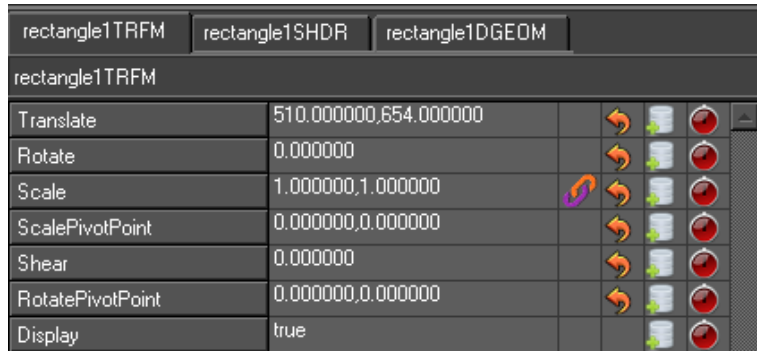 rectangle1TRFM rectangle1SHDR rectangle1DGEOM
rectangle1TRFM
Translate 510.000000,654.000000
Rotate 0.000000
Scale 1.000000,1.000000
ScalePivotPoint 0.000000,0.000000
Shear 0.000000
RotatePivotPoint 0.000000,0.000000
Display true